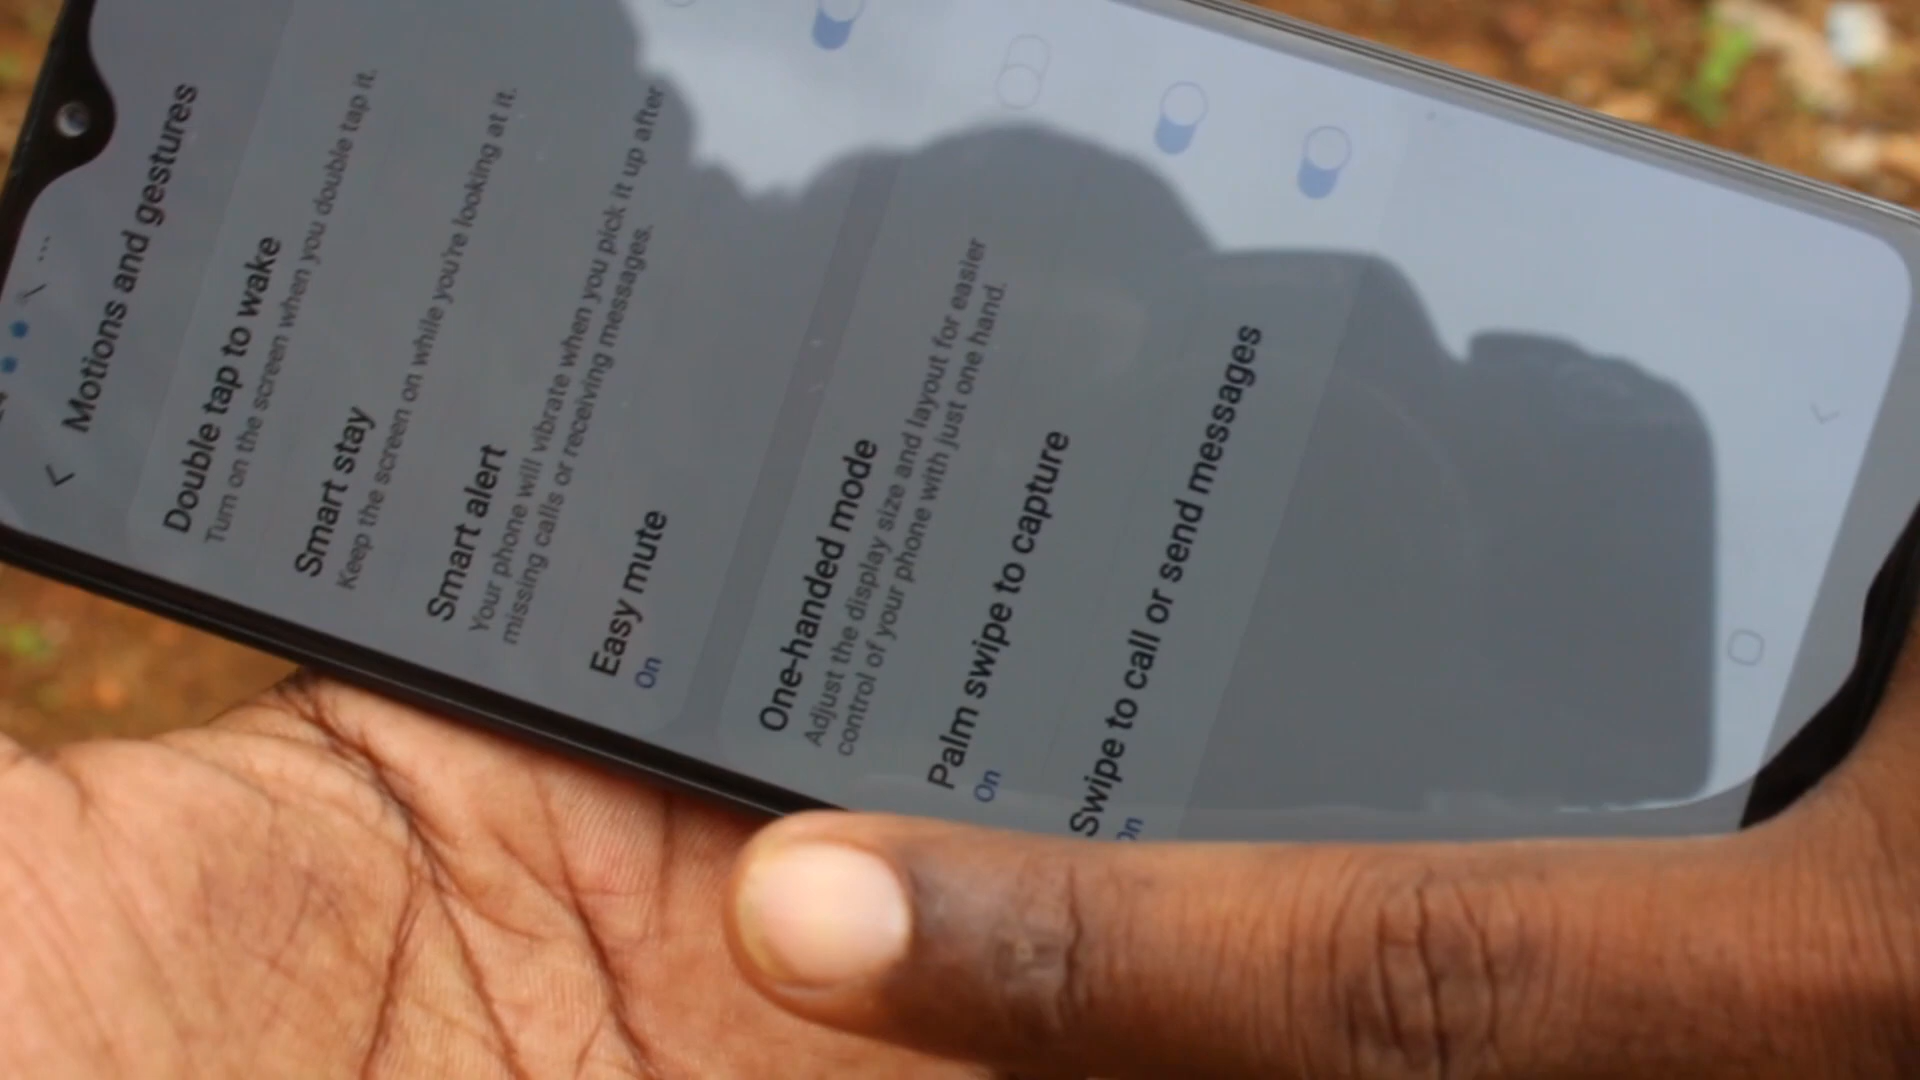 Motions and gestures
Double tap to wake
Turn on the screen when you double tap it.
Smart stay
Keep the screen on while you're looking at it.
Smart alert
Your phone will vibrate when you pick it up after
missing calls or receiving messages.
Easy mute
On
One-handed mode
Adjust the display size and layout for easier
control of your phone with just one hand.
Palm swipe to capture
On
Swipe to call or send messages
On